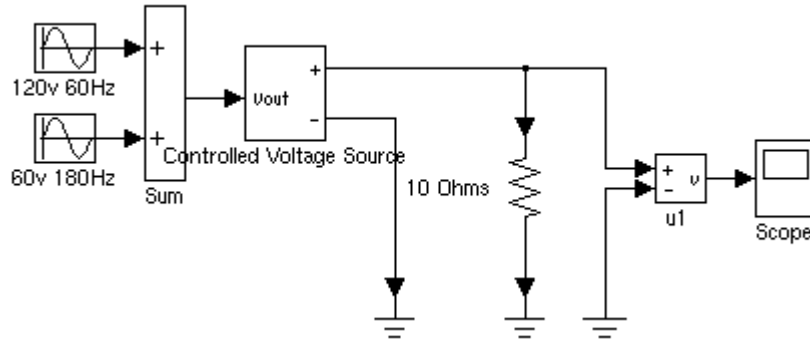 120v 60Hz
60v 180Hz
+
+
Sum
vout
+
-
Controlled Voltage Source
10 Ohms
+
-
v
u1
Scope